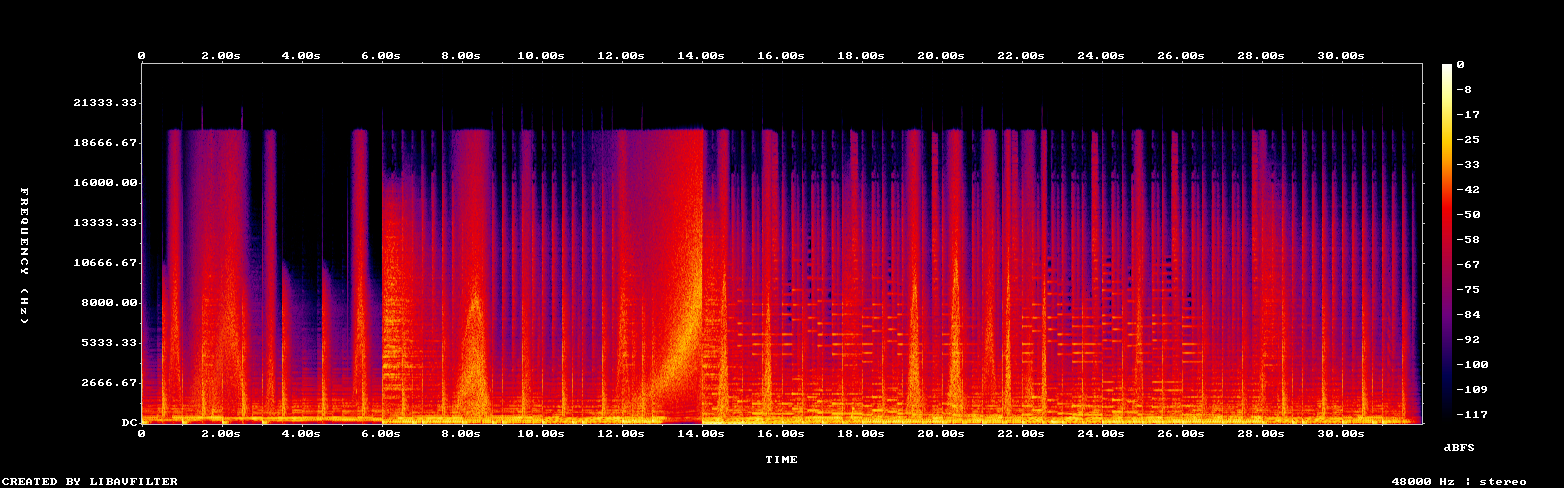 0 2.00s 4.00s 6.00s 8.00s 10.00s 12.00s 14.00s 16.00s 18.00s 20.00s 22.00s 24.00s 26.00s 28.00s 30.00s
0
-8
-17
-25
-33
-42
-50
-58
-67
-75
-84
-92
-100
-109
-117
dBFS
21333.33
18666.67
16000.00
13333.33
10666.67
8000.00
5333.33
2666.67
DC
FREQUENCY (Hz)
0 2.00s 4.00s 6.00s 8.00s 10.00s 12.00s 14.00s 16.00s 18.00s 20.00s 22.00s 24.00s 26.00s 28.00s 30.00s
TIME
CREATED BY LIBAVFILTER
48000 Hz | stereo